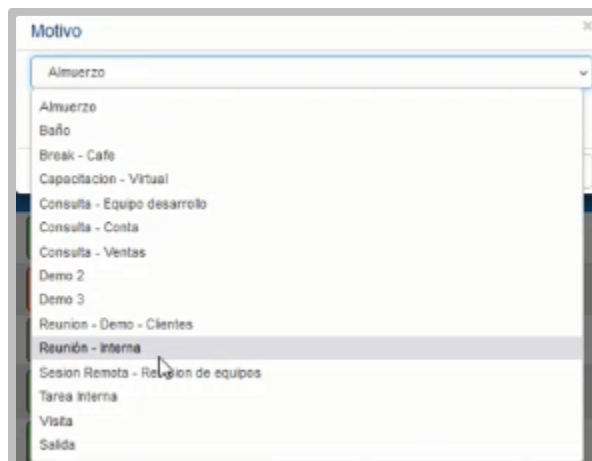 Motivo
×
Almuerzo
Almuerzo
Baño
Break - Cafe
Capacitacion - Virtual
Consulta - Equipo desarrollo
Consulta - Conta
Consulta - Ventas
Demo 2
Demo 3
Reunion - Demo - Clientes
Reunión - Interna
Sesion Remota - de equipos
Tarea Interna
Visita
Salida